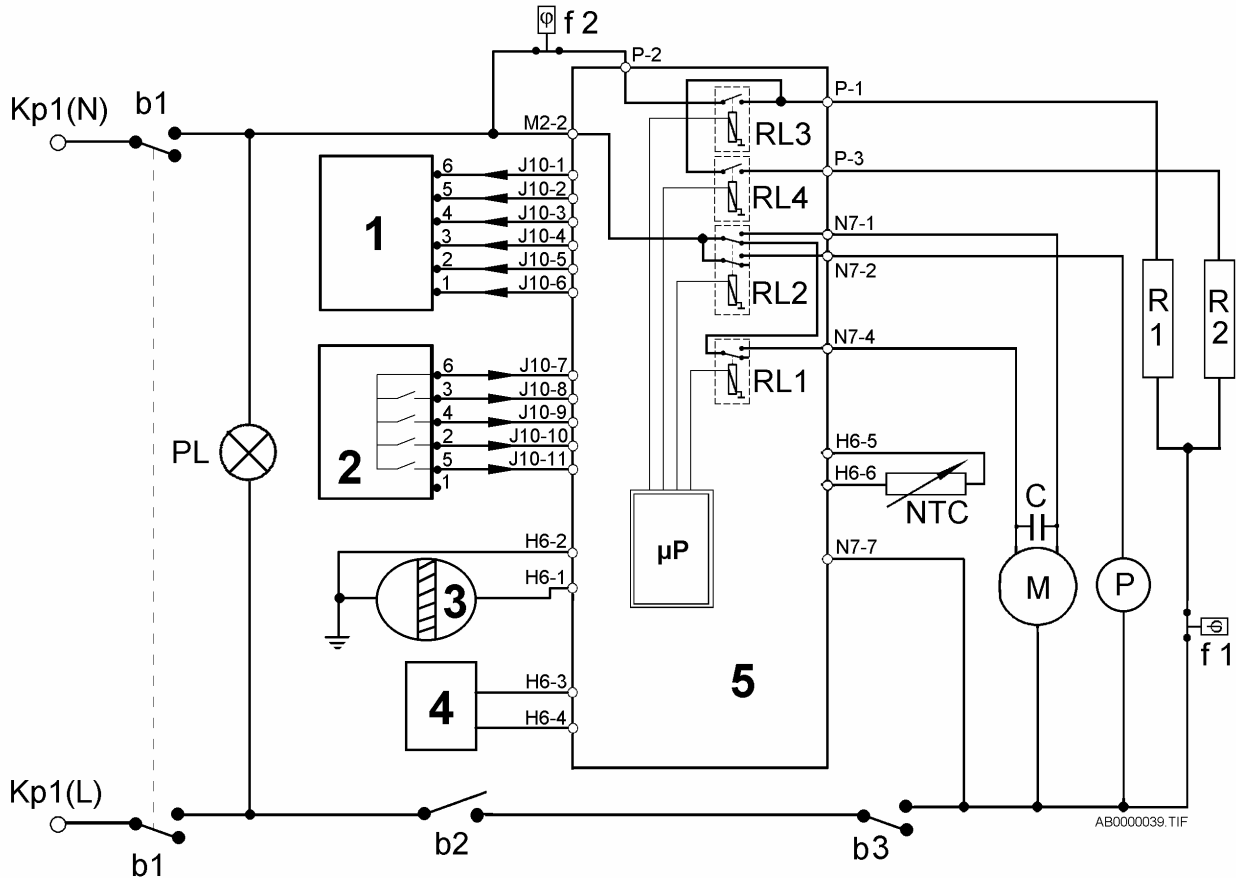 φ f 2
P-2
Kp1(N) b1
P-1
M2-2
RL3
6 J10-1
5 J10-2
4 J10-3
3 J10-4
2 J10-5
1 J10-6
1
P-3
RL4
N7-1
N7-2
RL2
N7-4
RL1
R
1
R
2
6 J10-7
3 J10-8
4 J10-9
2 J10-10
5 J10-11
1
2
PL
H6-5
H6-6
NTC
C
µP
H6-2
H6-1
3
N7-7
M
P
ϕ
f 1
H6-3
4
H6-4
5
Kp1(L)
b1
b2
b3
AB0000039.TIF